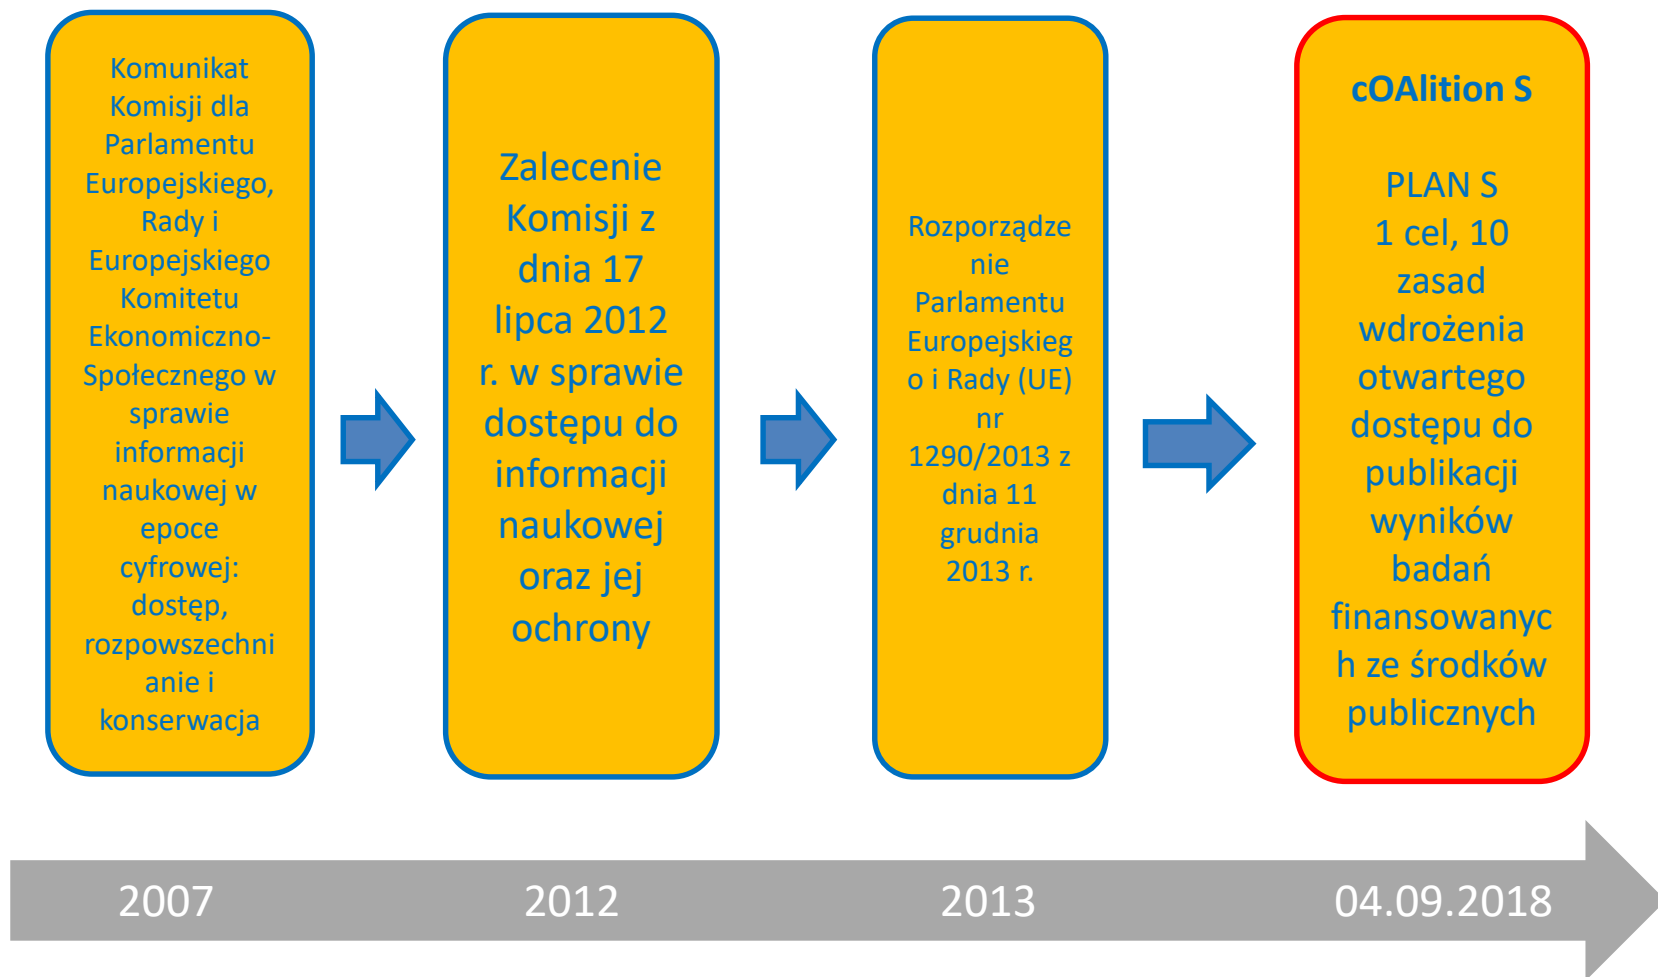 Komunikat
Komisji dla
Parlamentu
Europejskiego,
Rady i
Europejskiego
Komitetu
Ekonomiczno-
Społecznego w
sprawie
informacji
naukowej w
epoce
cyfrowej:
dostęp,
rozpowszechni
anie i
konserwacja
Zalecenie
Komisji z
dnia 17
lipca 2012
r. w sprawie
dostępu do
informacji
naukowej
oraz jej
ochrony
Rozporządze
nie
Parlamentu
Europejskieg
o i Rady (UE)
nr
1290/2013 z
dnia 11
grudnia
2013 r.
cOAlition S
PLAN S
1 cel, 10
zasad
wdrożenia
otwartego
dostępu do
publikacji
wyników
badań
finansowanyc
h ze środków
publicznych
2007
2012
2013
04.09.2018